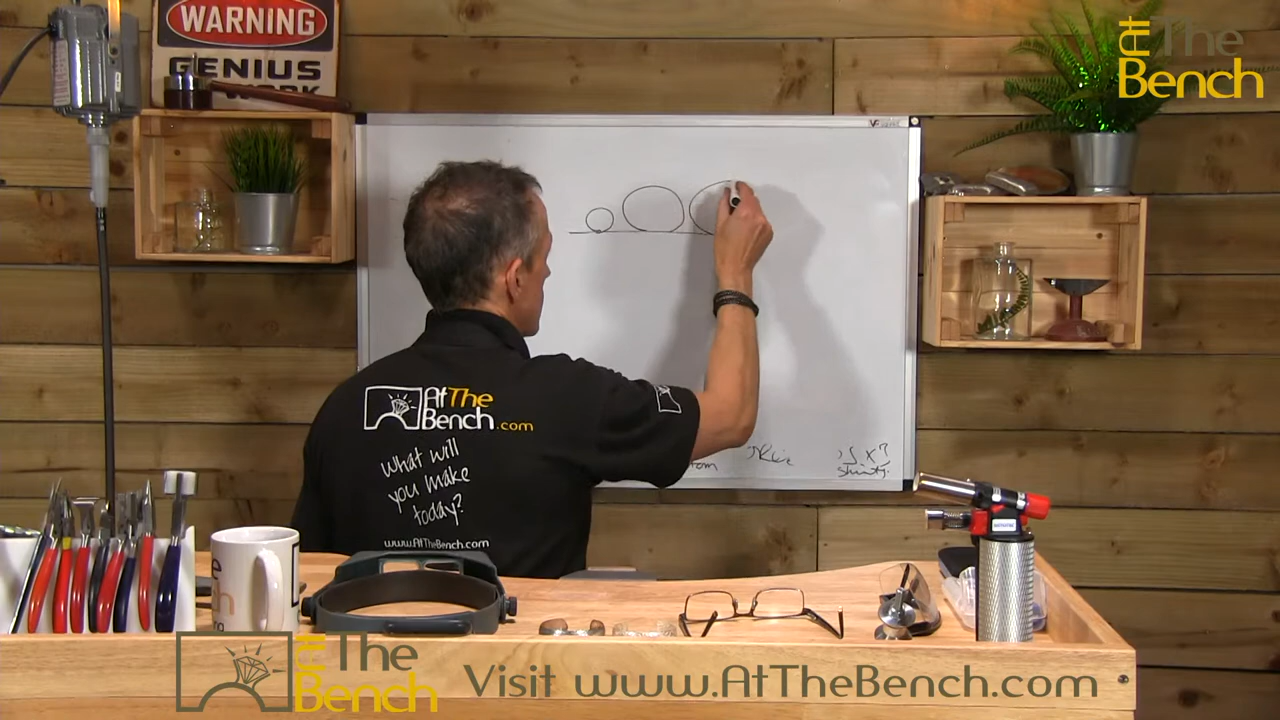 WARNING
GENIUS
WORK
At The
Bench
AtThe
Bench.com
What will
you make
today?
www.AtTheBench.com
At The
Bench
Visit www.AtTheBench.com